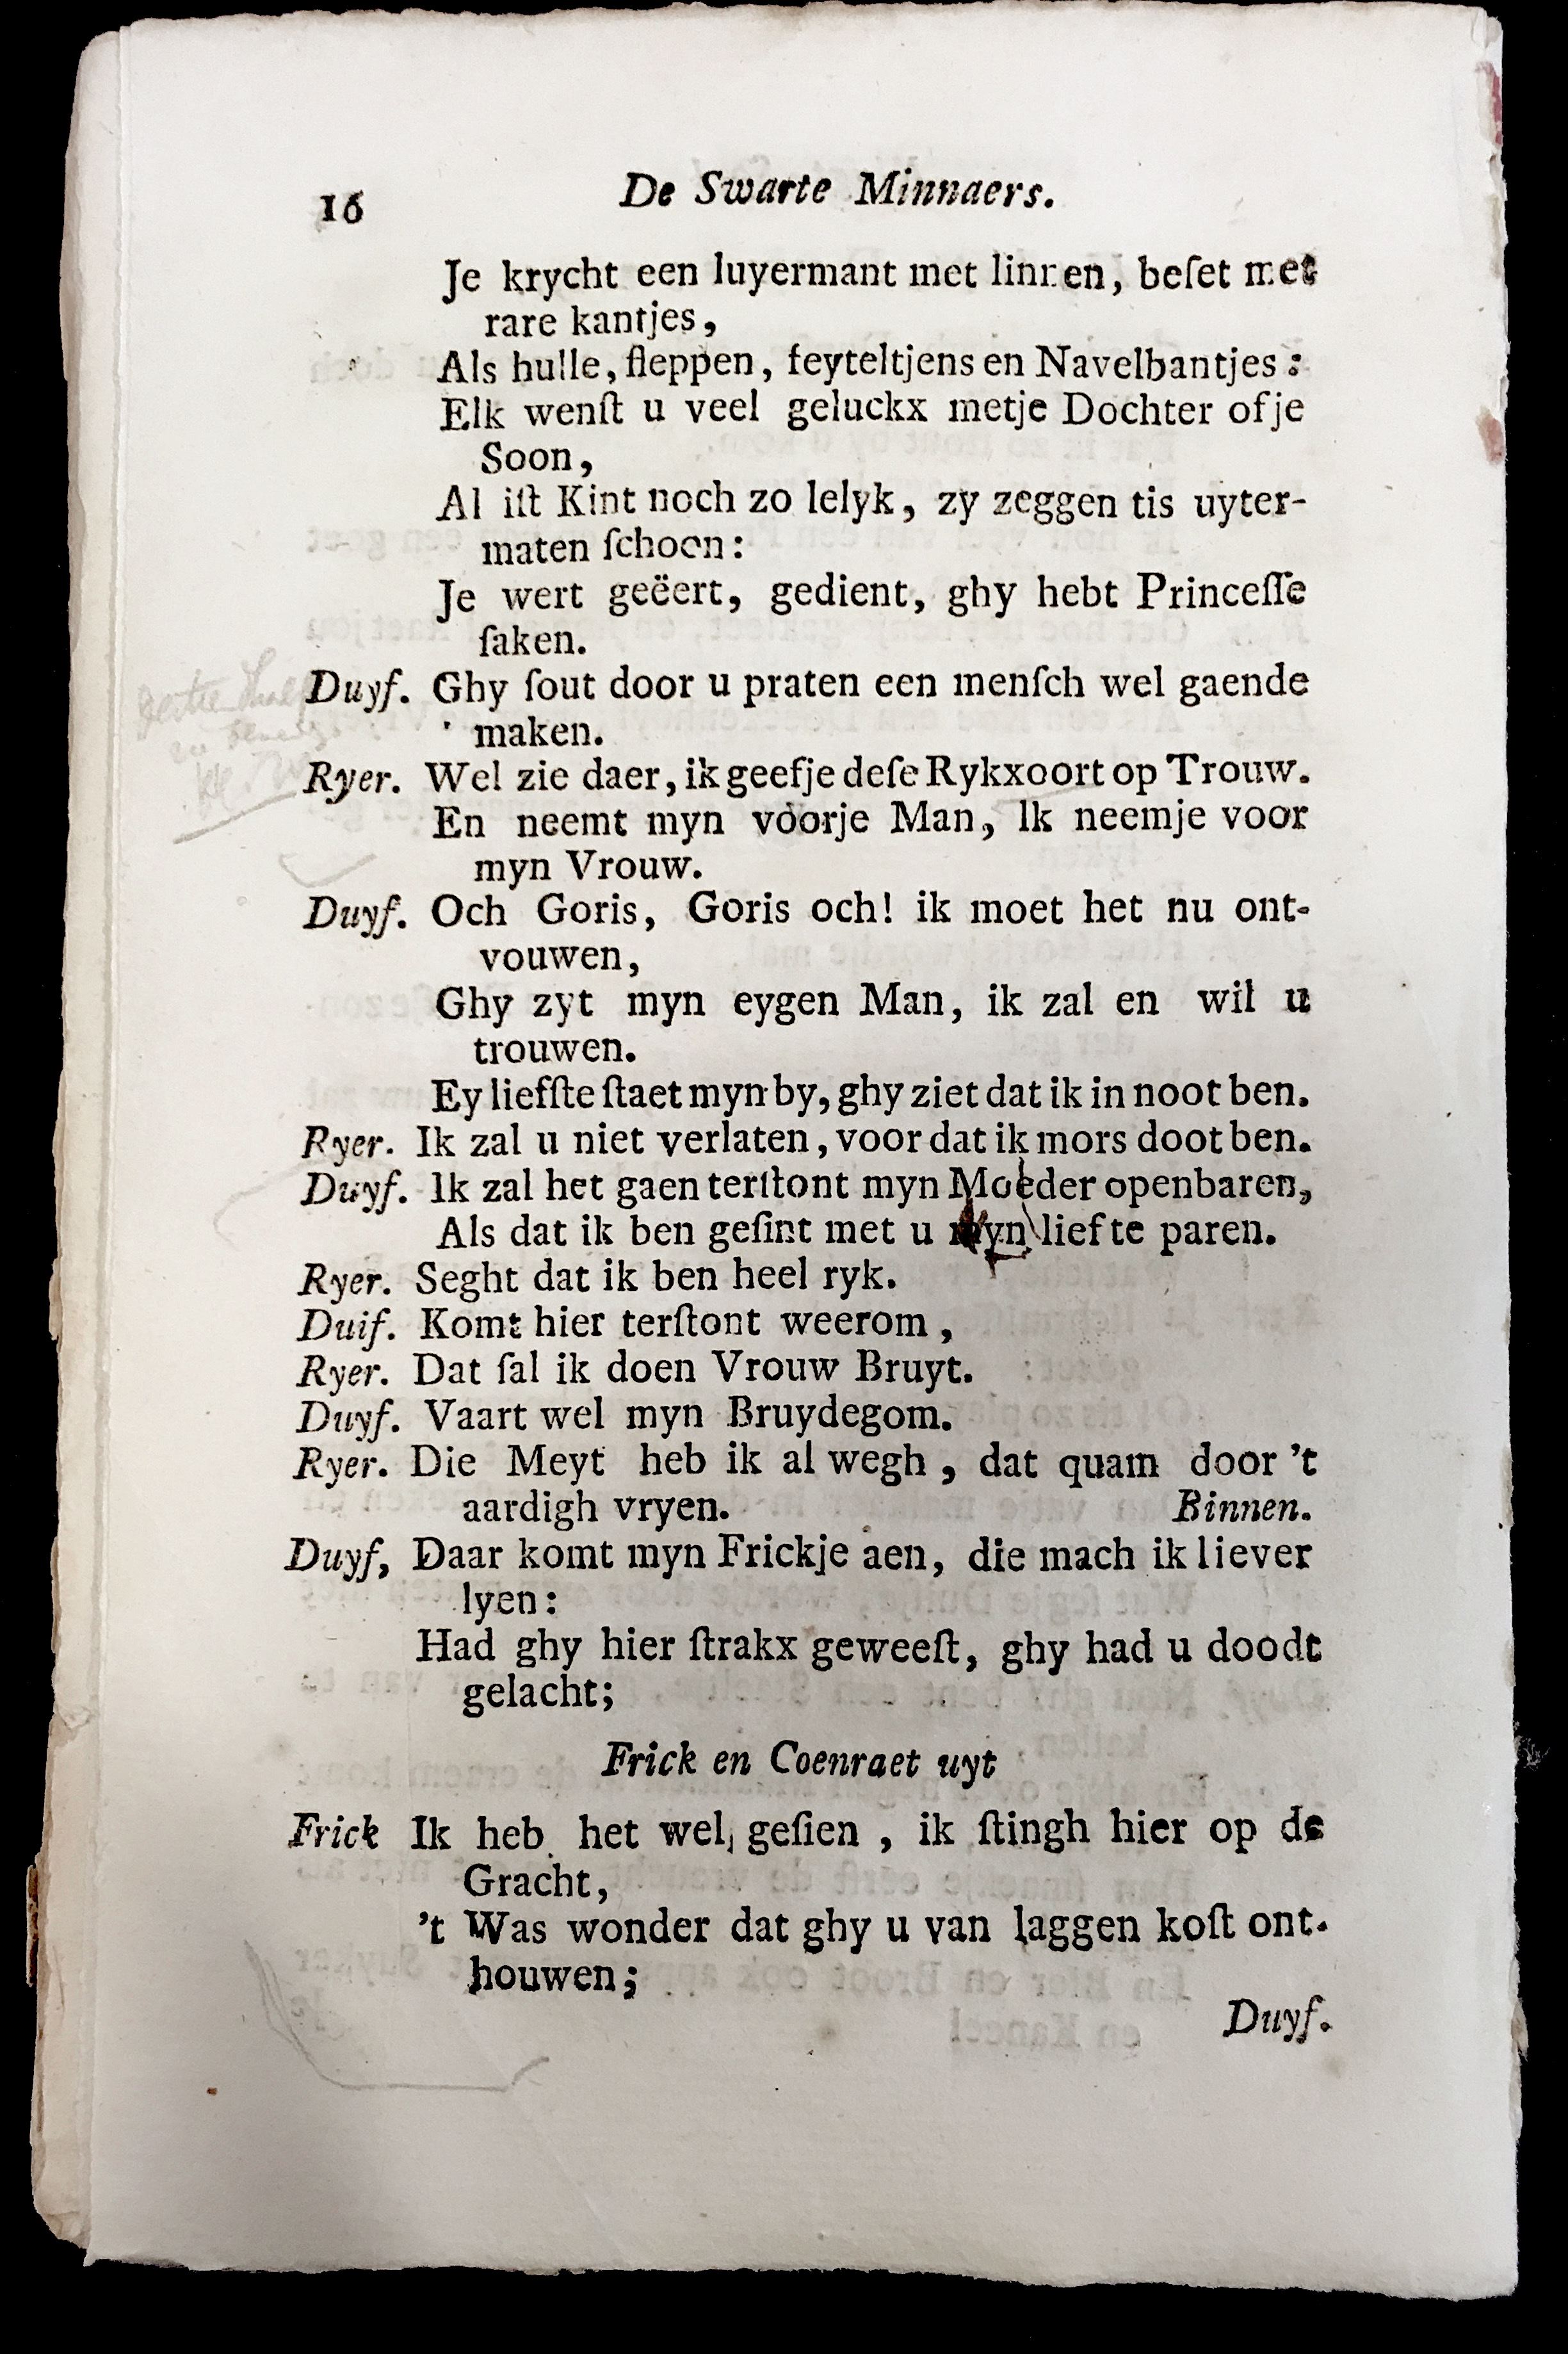 16 De Swarte Minnaers.
Je krycht een luyermant met linnen, beſet met
rare kantjes,
Als hulle, ſleppen, feyteltjens en Navelbantjes:
Elk wenſt u veel geluckx metje Dochter of je
Soon,
Al iſt Kint noch zo lelyk, zy zeggen tis uyter-
maten ſchoon:
Je wert geëert, gedient, ghy hebt Princeſſe
ſaken.
Duyf. Ghy ſout door u praten een menſch wel gaende
maken.
Ryer. Wel zie daer, ik geefje deſe Rykxoort op Trouw.
En neemt myn voorje Man, Ik neemje voor
myn Vrouw.
Duyf. Och Goris, Goris och! ik moet het nu ont-
vouwen,
Ghy zyt myn eygen Man, ik zal en wil u
trouwen.
Ey liefſte ſtaet myn by, ghy ziet dat ik in noot ben.
Ryer. Ik zal u niet verlaten, voor dat ik mors doot ben.
Duyf. Ik zal het gaen terſtont myn Moeder openbaren,
Als dat ik ben geſint met u myn lief te paren.
Ryer. Seght dat ik ben heel ryk.
Duif. Komt hier terſtont weerom,
Ryer. Dat ſal ik doen Vrouw Bruyt.
Duyf. Vaart wel myn Bruydegom.
Ryer. Die Meyt heb ik al wegh, dat quam door 't
aardigh vryen. Binnen.
Duyf, Daar komt myn Frickje aen, die mach ik liever
lyen:
Had ghy hier ſtrakx geweeſt, ghy had u doodt
gelacht;
Frick en Coenraet uyt
Frick Ik heb het wel geſien, ik ſtingh hier op de
Gracht,
't Was wonder dat ghy u van laggen koſt ont-
houwen;
Duyf.